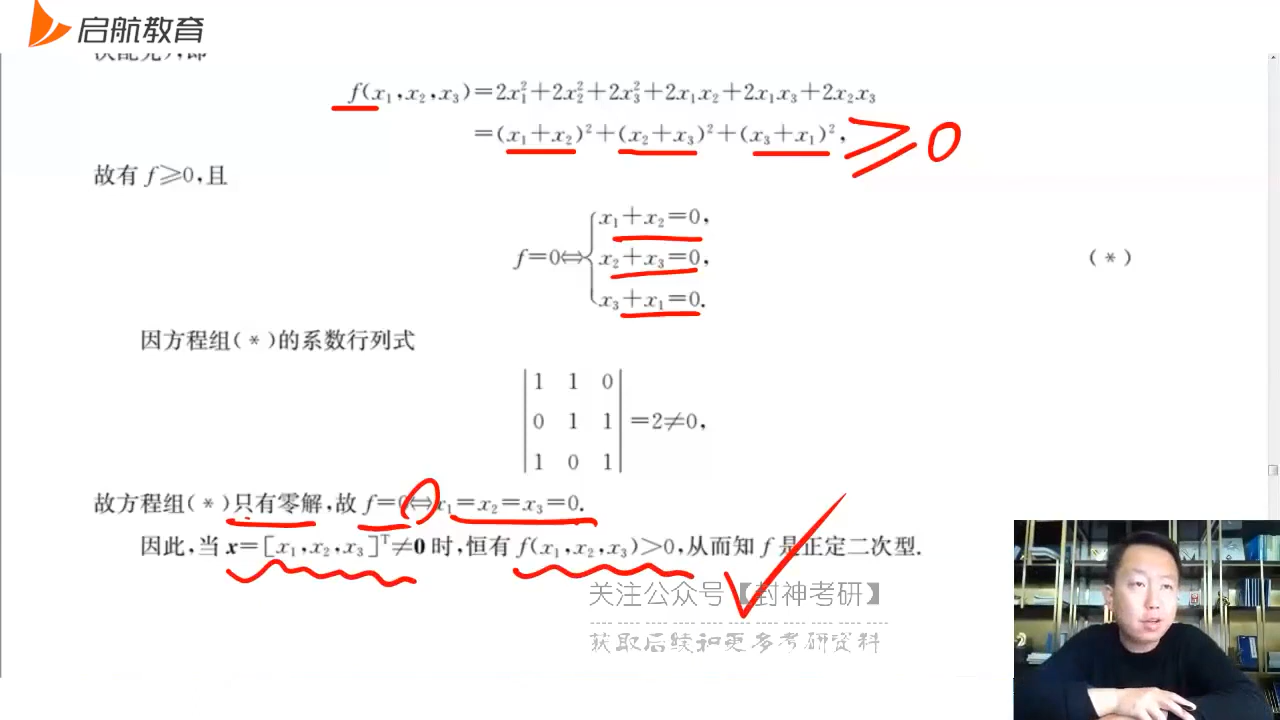 启航教育
次配完),即
f(x₁,x₂,x₃)=2x₁²+2x₂²+2x₃²+2x₁x₂+2x₁x₃+2x₂x₃
=(x₁+x₂)²+(x₂+x₃)²+(x₃+x₁)², ≥0
故有 f≥0,且
x₁+x₂=0,
f=0⇔{ x₂+x₃=0, (*)
x₃+x₁=0.
因方程组(*)的系数行列式
|1 1 0|
|0 1 1| =2≠0,
|1 0 1|
故方程组(*)只有零解,故 f=0⇔x₁=x₂=x₃=0.
因此,当 x=[x₁,x₂,x₃]ᵀ≠0 时,恒有 f(x₁,x₂,x₃)>0,从而知 f 是正定二次型.
关注公众号【封神考研】
获取后续和更多考研资料